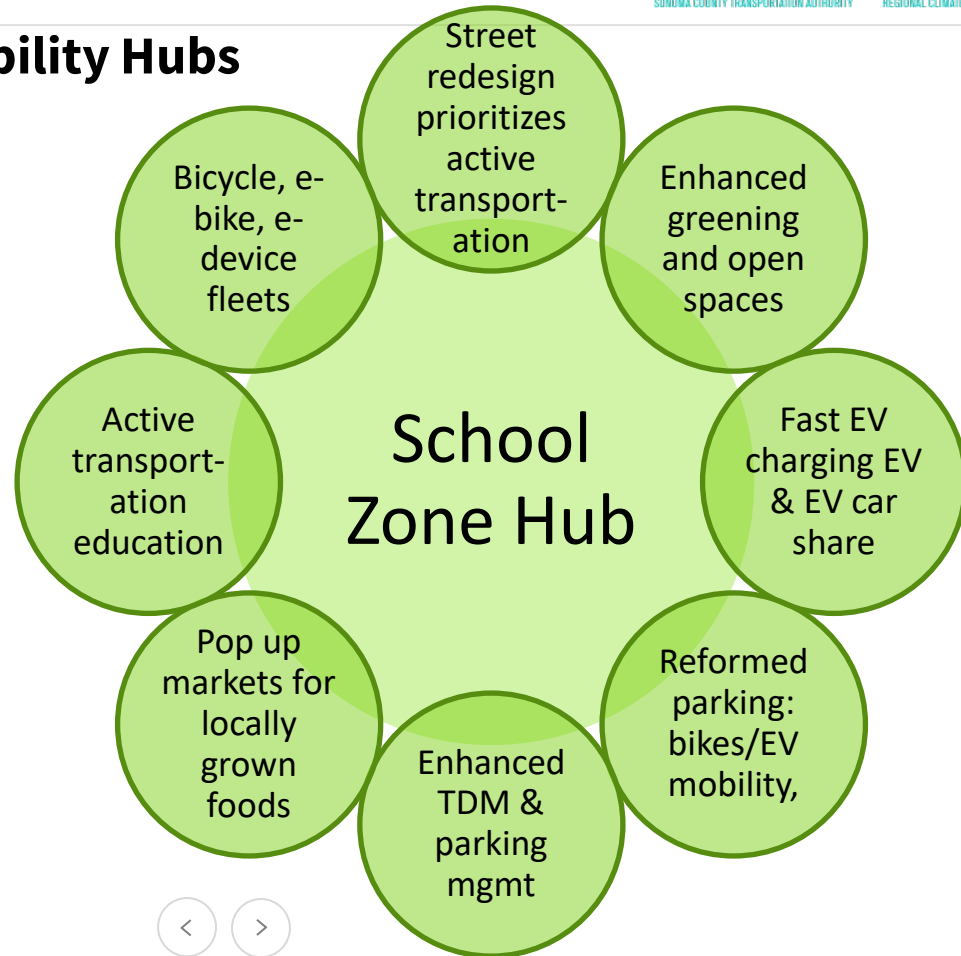 SONOMA COUNTY TRANSPORTATION AUTHORITY
REGIONAL CLIMATE
bility Hubs
Street
redesign
prioritizes
active
transport-
ation
Enhanced
greening
and open
spaces
Fast EV
charging EV
& EV car
share
Reformed
parking:
bikes/EV
mobility,
Enhanced
TDM &
parking
mgmt
Pop up
markets for
locally
grown
foods
Active
transport-
ation
education
Bicycle, e-
bike, e-
device
fleets
School
Zone Hub